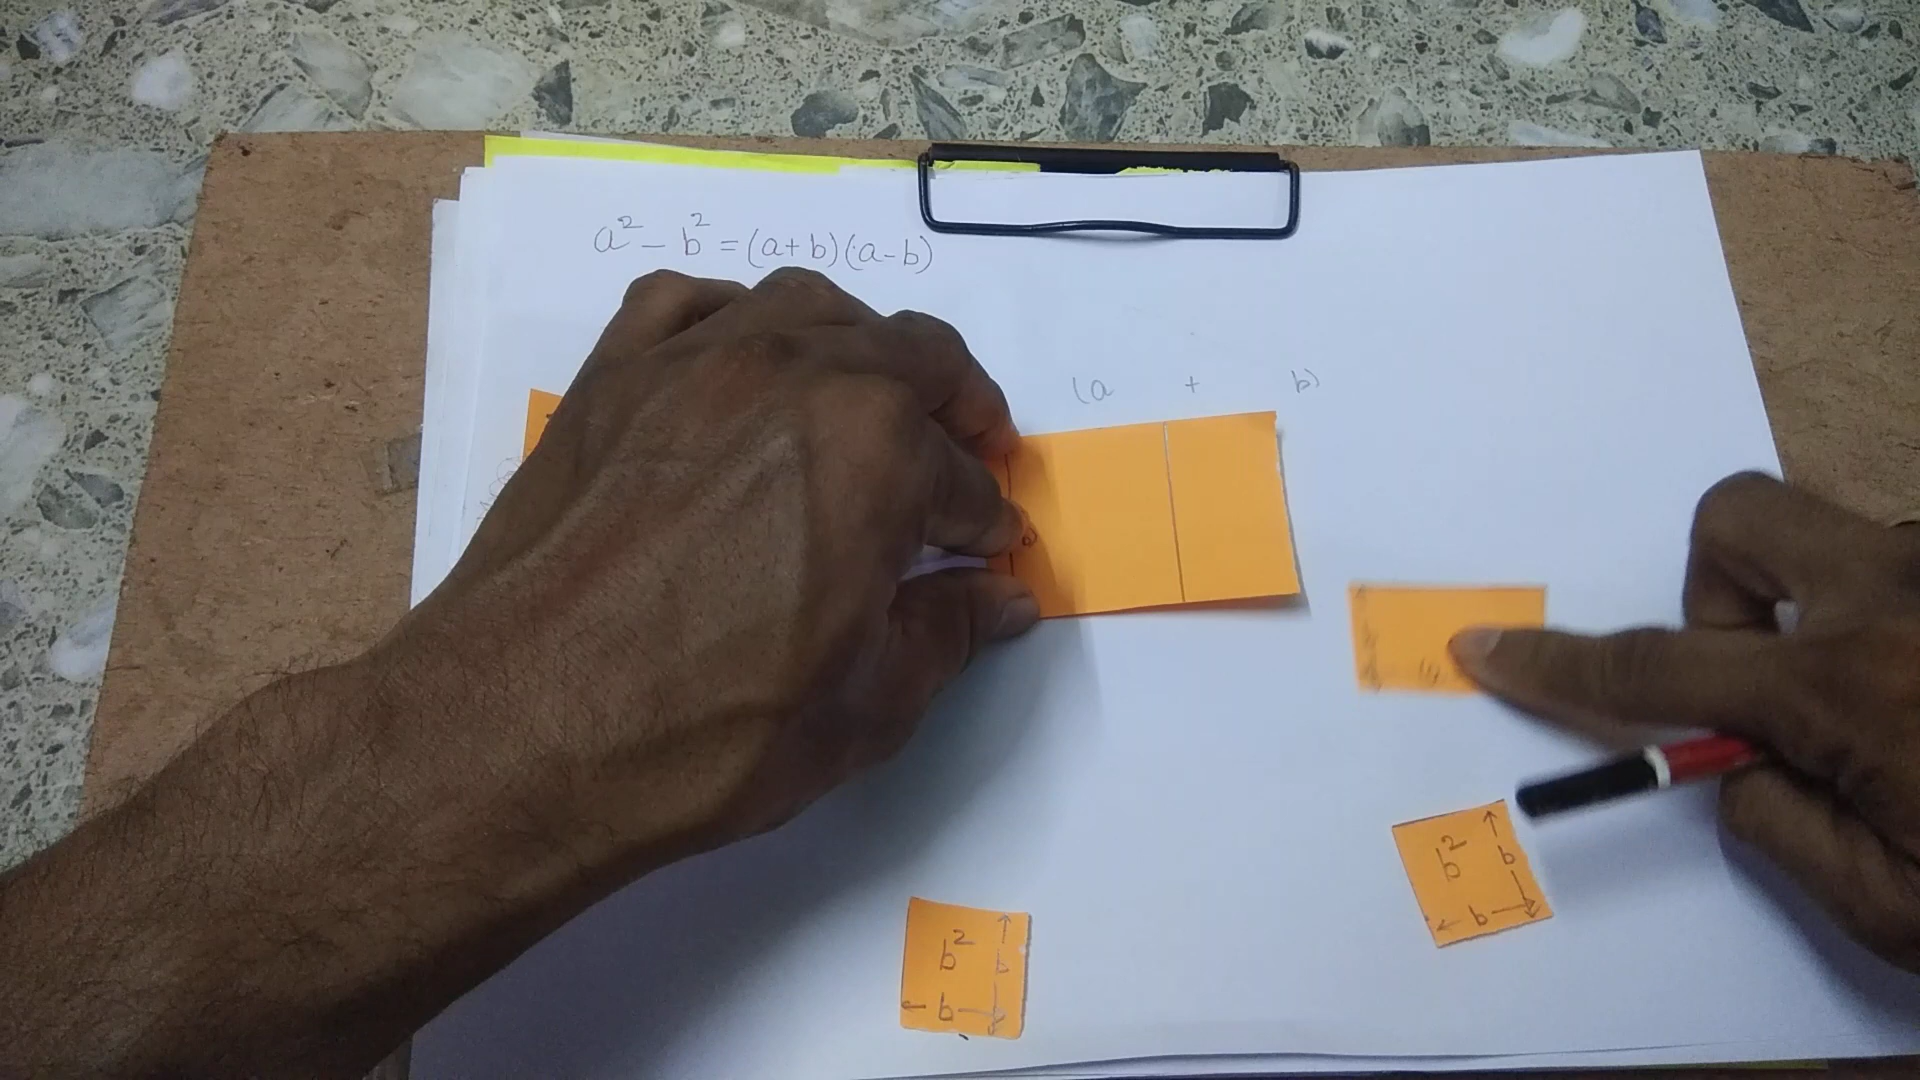 a² - b² = (a+b)(a-b)
(a + b)
b²
b
b
b²
b
b